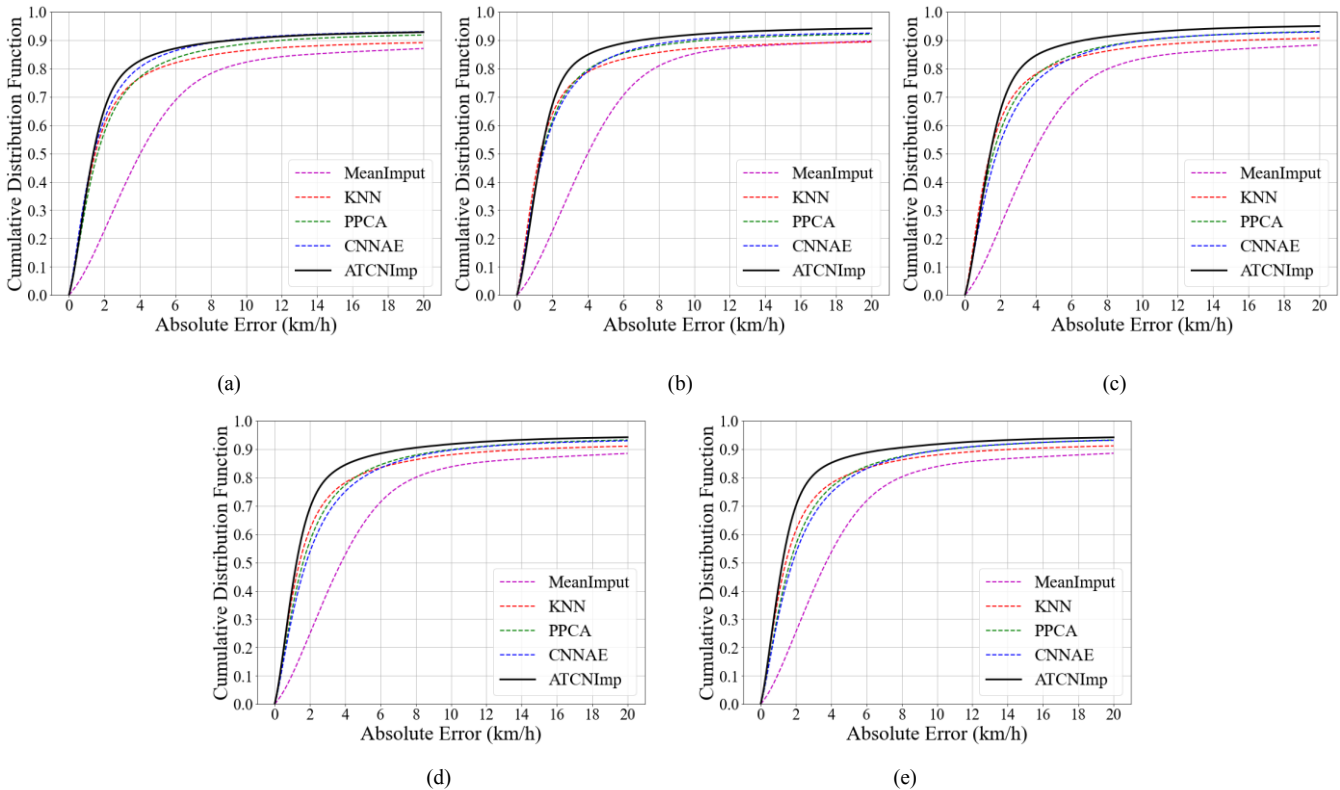 Cumulative Distribution Function
1.0
0.9
0.8
0.7
0.6
0.5
0.4
0.3
0.2
0.1
0.0
MeanImput
KNN
PPCA
CNNAE
ATCNImp
0 2 4 6 8 10 12 14 16 18 20
Absolute Error (km/h)
(a)
Cumulative Distribution Function
1.0
0.9
0.8
0.7
0.6
0.5
0.4
0.3
0.2
0.1
0.0
MeanImput
KNN
PPCA
CNNAE
ATCNImp
0 2 4 6 8 10 12 14 16 18 20
Absolute Error (km/h)
(b)
Cumulative Distribution Function
1.0
0.9
0.8
0.7
0.6
0.5
0.4
0.3
0.2
0.1
0.0
MeanImput
KNN
PPCA
CNNAE
ATCNImp
0 2 4 6 8 10 12 14 16 18 20
Absolute Error (km/h)
(c)
Cumulative Distribution Function
1.0
0.9
0.8
0.7
0.6
0.5
0.4
0.3
0.2
0.1
0.0
MeanImput
KNN
PPCA
CNNAE
ATCNImp
0 2 4 6 8 10 12 14 16 18 20
Absolute Error (km/h)
(d)
Cumulative Distribution Function
1.0
0.9
0.8
0.7
0.6
0.5
0.4
0.3
0.2
0.1
0.0
MeanImput
KNN
PPCA
CNNAE
ATCNImp
0 2 4 6 8 10 12 14 16 18 20
Absolute Error (km/h)
(e)